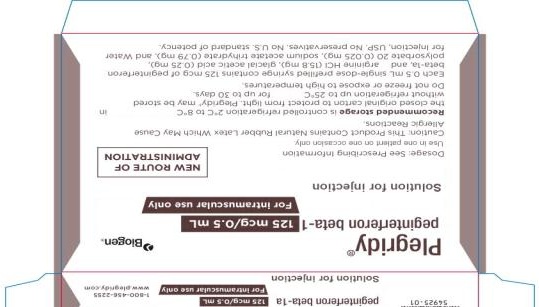 54925-01
peginterferon beta-1a 125 mcg/0.5 mL
1-800-456-2255
For intramuscular use only
www.plegridy.com
Solution for injection
Plegridy®
Biogen®
peginterferon beta-1 125 mcg/0.5 mL
For intramuscular use only
Solution for injection
NEW ROUTE OF
ADMINISTRATION
Dosage: See Prescribing Information
Use in one patient on one occasion only
Caution: This Product Contains Natural Rubber Latex Which May Cause
Allergic Reactions.
Recommended storage is controlled refrigeration 2°C to 8°C in
the closed original carton to protect from light. Plegridy® may be stored
without refrigeration up to 25°C for up to 30 days.
Do not freeze or expose to high temperatures.
Each 0.5 mL single-dose prefilled syringe contains 125 mcg of peginterferon
beta-1a, and arginine HCl (15.8 mg), glacial acetic acid (0.25 mg),
polysorbate 20 (0.025 mg), sodium acetate trihydrate (0.79 mg), and Water
for Injection, USP. No preservatives. No U.S. standard of potency.